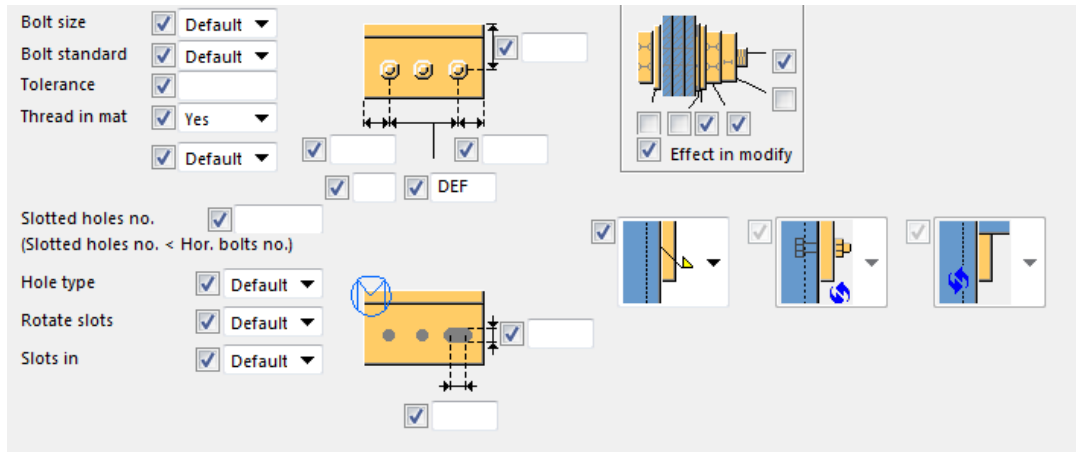 Bolt size Default
Bolt standard Default
Tolerance
Thread in mat Yes
Default
DEF
Effect in modify
Slotted holes no.
(Slotted holes no. < Hor. bolts no.)
Hole type Default
Rotate slots Default
Slots in Default